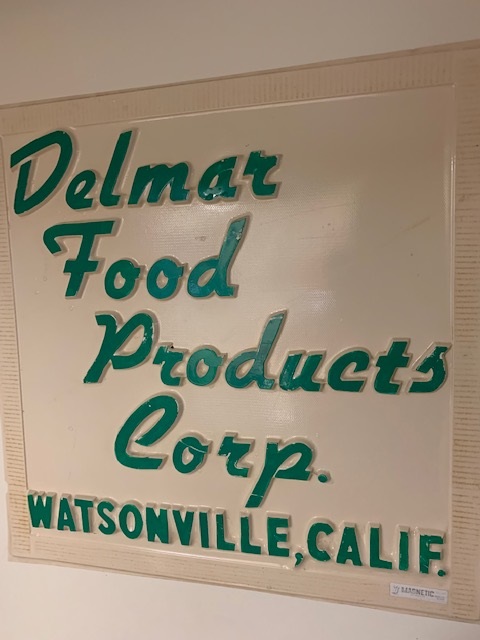 Delmar
Food
Products
Corp.
WATSONVILLE, CALIF.
MAGNETIC